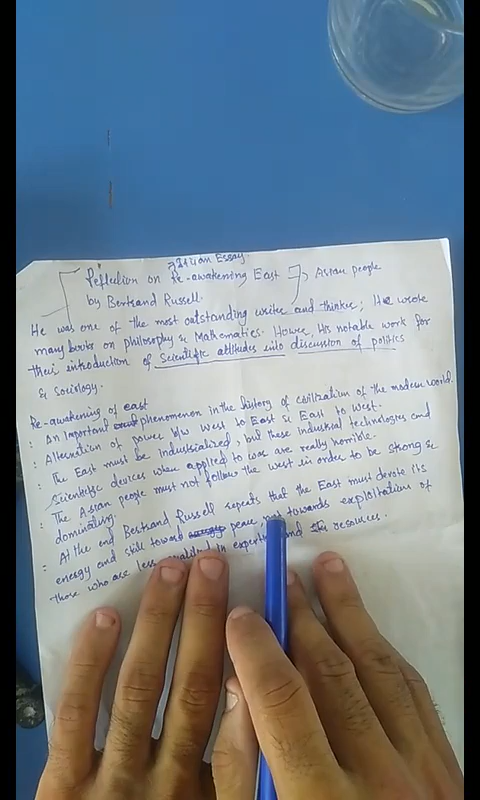 Essay
Reflection on Re-awakening East Asian people
by Bertrand Russell.
He was one of the most outstanding writer and thinker; He wrote
many books on philosophy & Mathematics. His notable work for
their introduction of Scientific attitudes into discussion of politics
& Sociology.
Re-awakening of east
: An Important phenomenon in the history of civilization of the modern world.
: Alternation of power b/w West to East & East to West.
: The East must be industrialized, but these industrial technologies and
Scientific devices when applied to war are really horrible.
: The Asian people must not follow the west in order to be strong &
dominating
: At the end Bertrand Russell repeats that the East must devote its
energy and skill toward peace not towards exploitation of
those who are less in and resources.